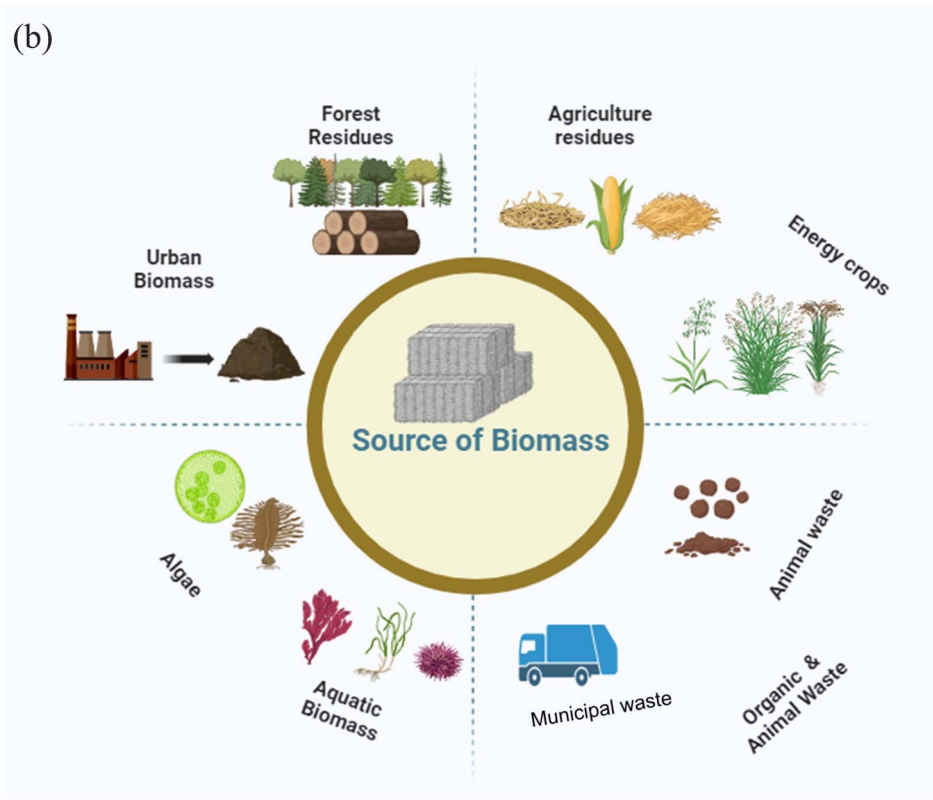 (b)
Forest
Residues
Agriculture
residues
Urban
Biomass
Energy crops
Source of Biomass
Algae
Animal waste
Aquatic
Biomass
Municipal waste
Organic &
Animal Waste